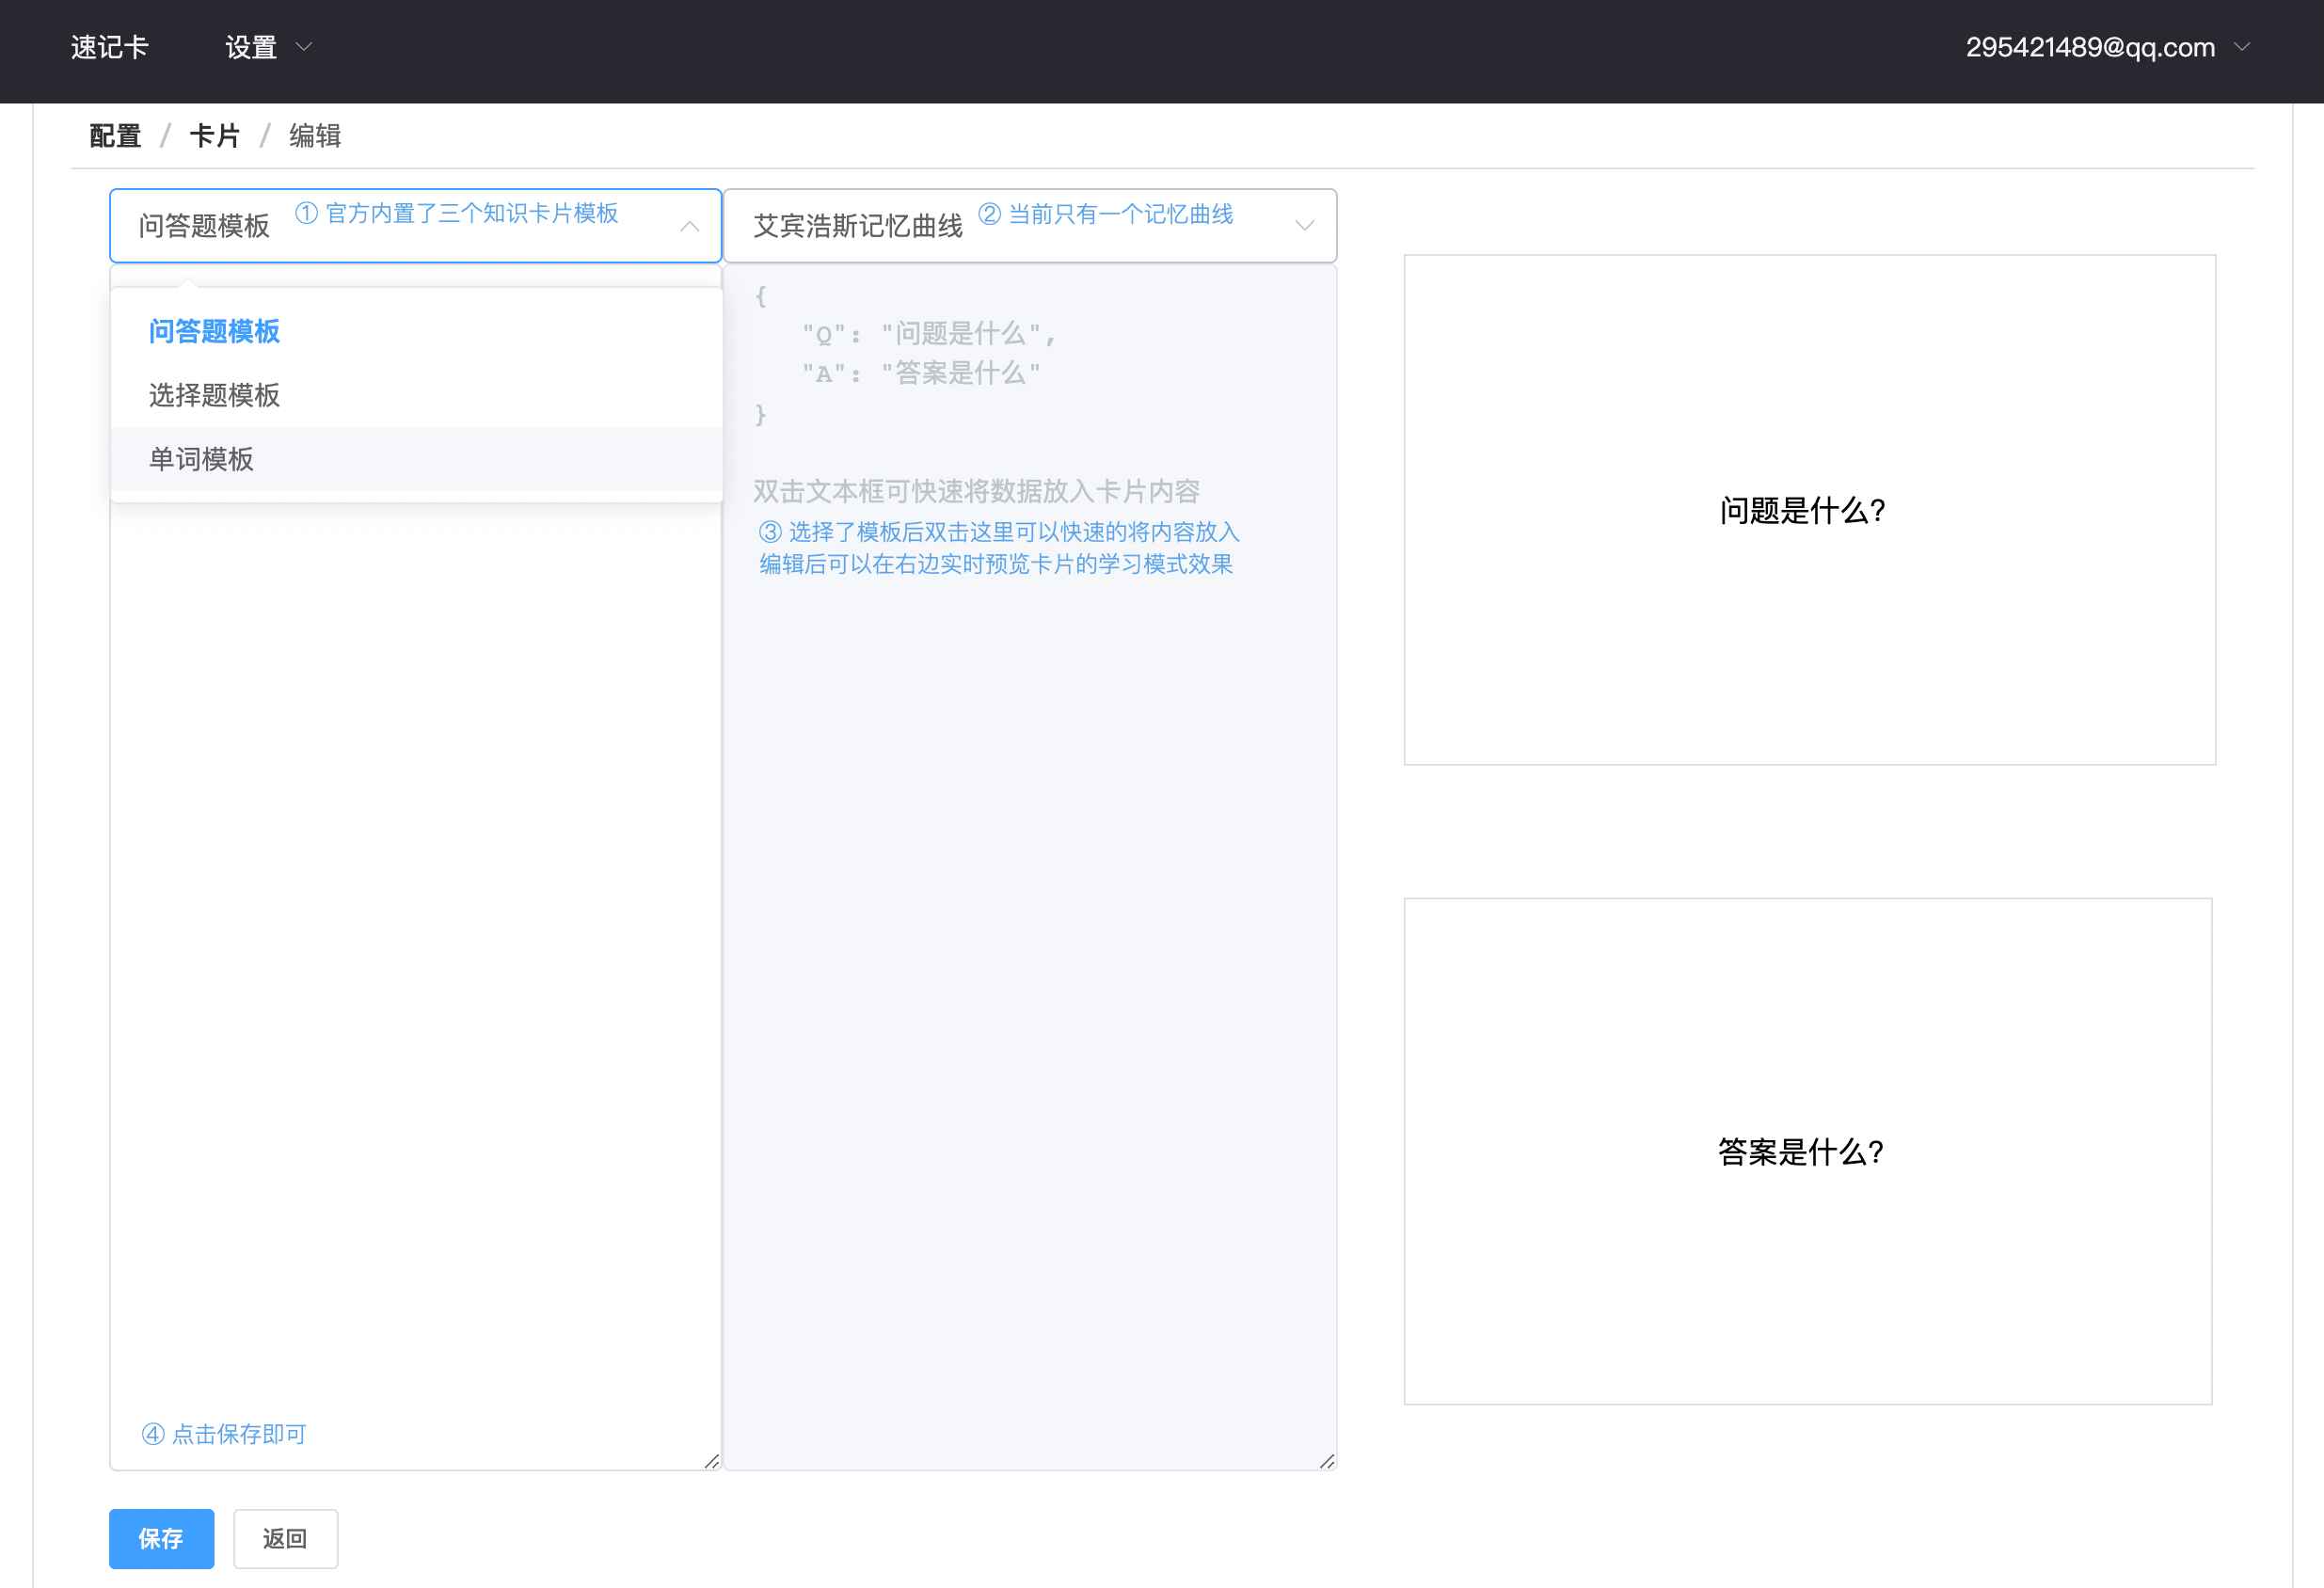 速记卡 设置 295421489@qq.com
配置 / 卡片 / 编辑
问答题模板 ① 官方内置了三个知识卡片模板
艾宾浩斯记忆曲线 ② 当前只有一个记忆曲线
问答题模板
选择题模板
单词模板
{
"Q": "问题是什么",
"A": "答案是什么"
}
双击文本框可快速将数据放入卡片内容
③ 选择了模板后双击这里可以快速的将内容放入
编辑后可以在右边实时预览卡片的学习模式效果
问题是什么?
答案是什么?
④ 点击保存即可
保存 返回